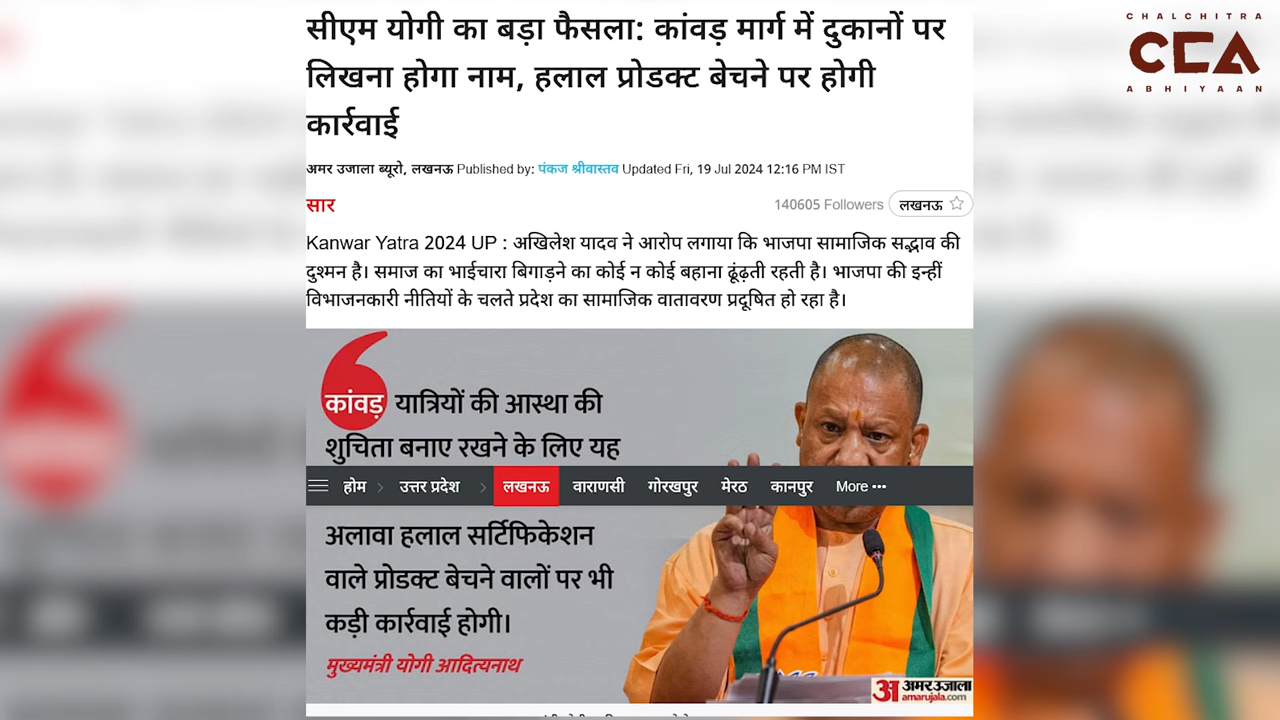 CHALCHITRA
CCA
ABHIYAAN
सीएम योगी का बड़ा फैसला: कांवड़ मार्ग में दुकानों पर
लिखना होगा नाम, हलाल प्रोडक्ट बेचने पर होगी
कार्रवाई
अमर उजाला ब्यूरो, लखनऊ Published by: पंकज श्रीवास्तव Updated Fri, 19 Jul 2024 12:16 PM IST
सार
140605 Followers लखनऊ
Kanwar Yatra 2024 UP : अखिलेश यादव ने आरोप लगाया कि भाजपा सामाजिक सद्भाव की
दुश्मन है। समाज का भाईचारा बिगाड़ने का कोई न कोई बहाना ढूंढ़ती रहती है। भाजपा की इन्हीं
विभाजनकारी नीतियों के चलते प्रदेश का सामाजिक वातावरण प्रदूषित हो रहा है।
कांवड़ यात्रियों की आस्था की
शुचिता बनाए रखने के लिए यह
होम उत्तर प्रदेश लखनऊ वाराणसी गोरखपुर मेरठ कानपुर More •••
अलावा हलाल सर्टिफिकेशन
वाले प्रोडक्ट बेचने वालों पर भी
कड़ी कार्रवाई होगी।
मुख्यमंत्री योगी आदित्यनाथ
अमर उजाला
amarujala.com